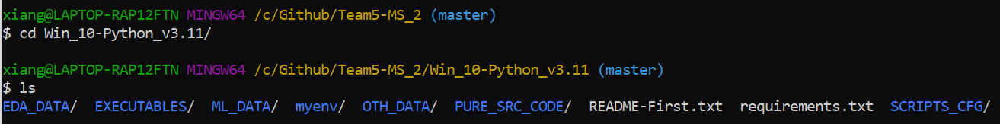 xiang@LAPTOP-RAP12FTN MINGW64 /c/Github/Team5-MS_2 (master)
$ cd Win_10-Python_v3.11/
xiang@LAPTOP-RAP12FTN MINGW64 /c/Github/Team5-MS_2/Win_10-Python_v3.11 (master)
$ ls
EDA_DATA/  EXECUTABLES/  ML_DATA/  myenv/  OTH_DATA/  PURE_SRC_CODE/  README-First.txt  requirements.txt  SCRIPTS_CFG/